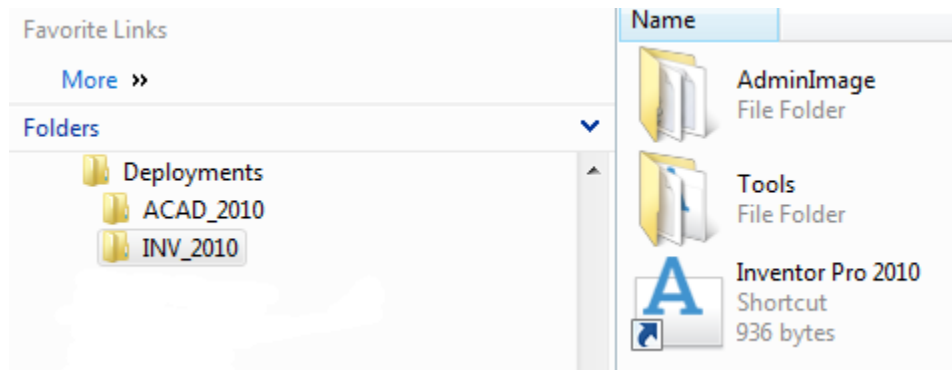 Favorite Links
More »
Folders
Deployments
ACAD_2010
INV_2010
Name
AdminImage
File Folder
Tools
File Folder
Inventor Pro 2010
Shortcut
936 bytes